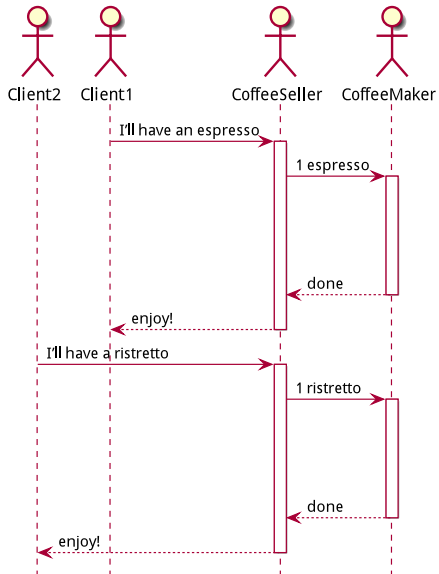 Client2 Client1 CoffeeSeller CoffeeMaker
I'll have an espresso
1 espresso
done
enjoy!
I'll have a ristretto
1 ristretto
done
enjoy!